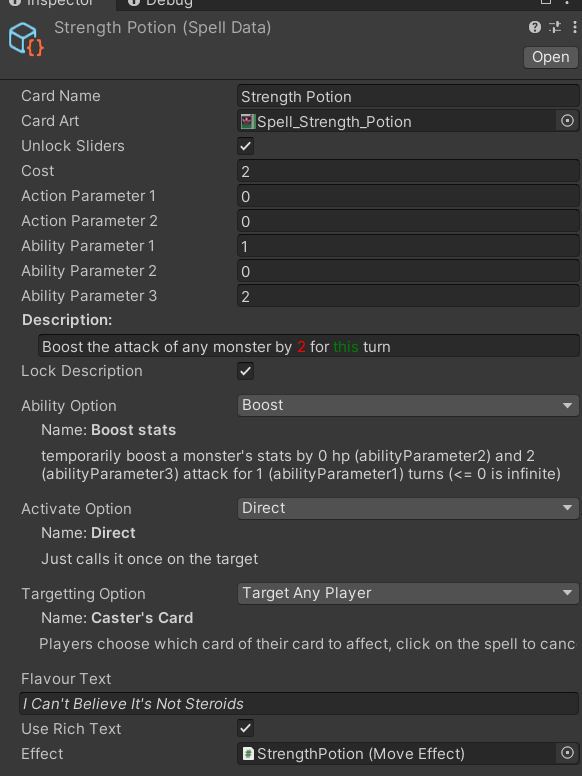 Inspector Debug
Strength Potion (Spell Data)
Open
Card Name Strength Potion
Card Art Spell_Strength_Potion
Unlock Sliders
Cost 2
Action Parameter 1 0
Action Parameter 2 0
Ability Parameter 1 1
Ability Parameter 2 0
Ability Parameter 3 2
Description:
Boost the attack of any monster by 2 for this turn
Lock Description
Ability Option Boost
Name: Boost stats
temporarily boost a monster's stats by 0 hp (abilityParameter2) and 2
(abilityParameter3) attack for 1 (abilityParameter1) turns (<= 0 is infinite)
Activate Option Direct
Name: Direct
Just calls it once on the target
Targetting Option Target Any Player
Name: Caster's Card
Players choose which card of their card to affect, click on the spell to canc
Flavour Text
I Can't Believe It's Not Steroids
Use Rich Text
Effect StrengthPotion (Move Effect)